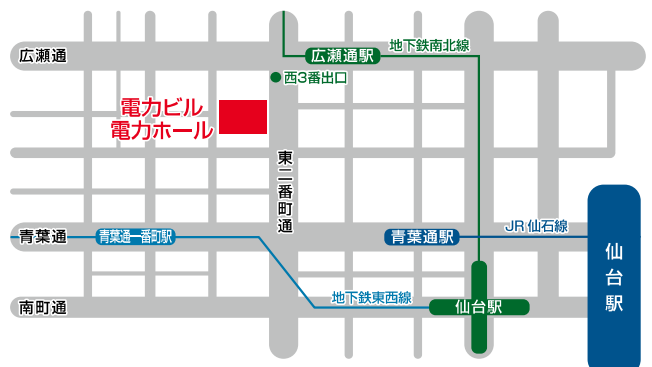 地下鉄南北線
広瀬通
広瀬通駅
西3番出口
電力ビル
電力ホール
東二番町通
青葉通
青葉通一番町駅
青葉通駅
JR仙石線
仙台駅
地下鉄東西線
南町通
仙台駅